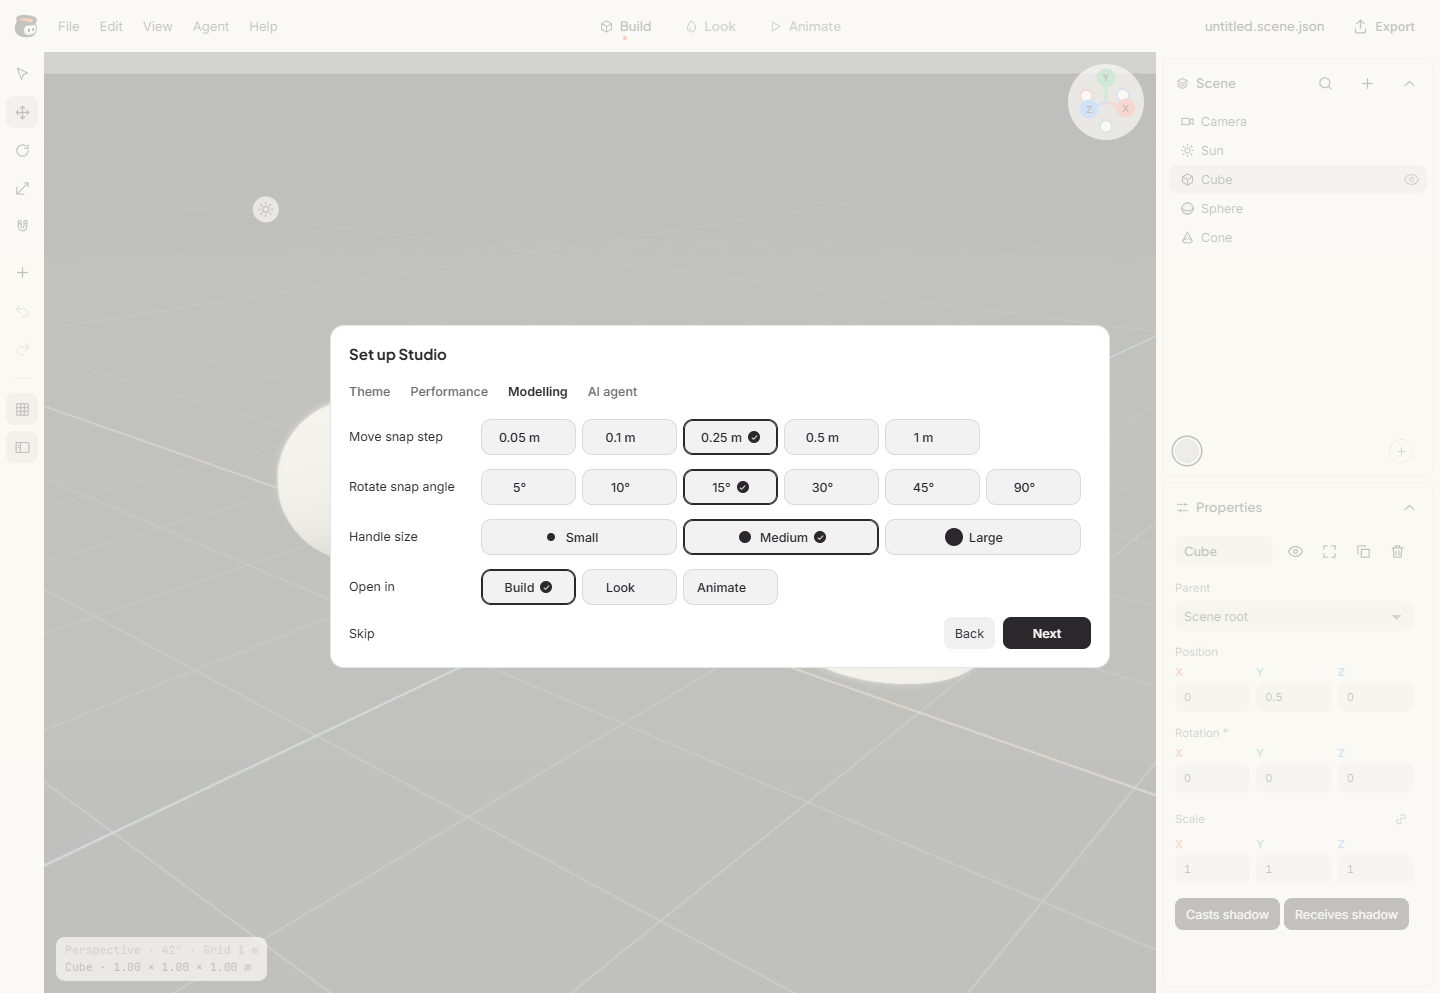 File Edit View Agent Help
Build Look Animate
untitled.scene.json Export
Y
Z X
Scene
Camera
Sun
Cube
Sphere
Cone
Set up Studio
Theme Performance Modelling AI agent
Move snap step 0.05 m 0.1 m 0.25 m 0.5 m 1 m
Rotate snap angle 5° 10° 15° 30° 45° 90°
Handle size Small Medium Large
Open in Build Look Animate
Skip Back Next
Properties
Cube
Parent
Scene root
Position
X Y Z
0 0.5 0
Rotation °
X Y Z
0 0 0
Scale
X Y Z
1 1 1
Casts shadow Receives shadow
Perspective · 42° · Grid 1 m
Cube · 1.00 × 1.00 × 1.00 m